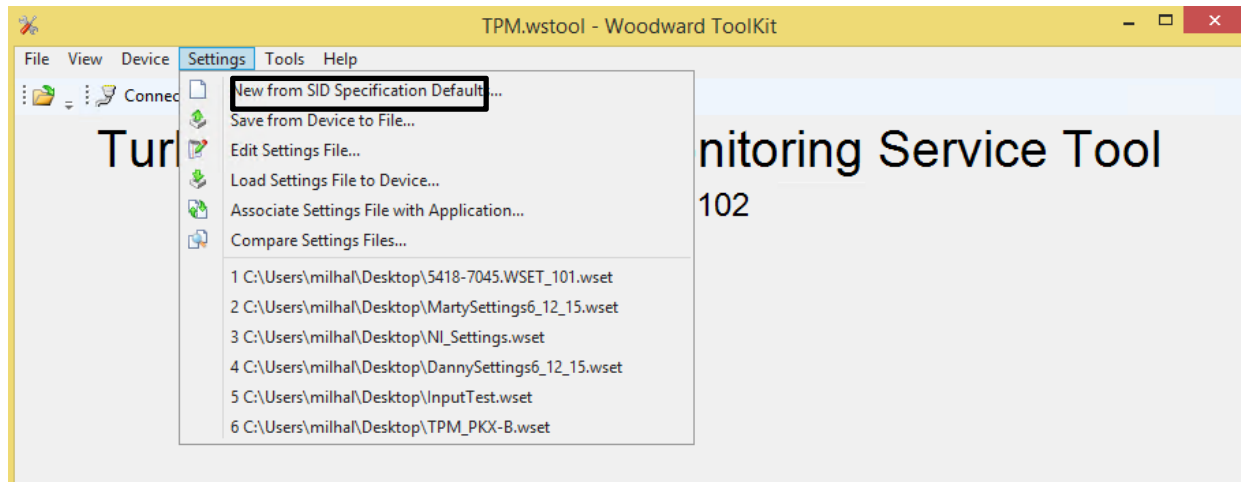 TPM.wstool - Woodward ToolKit
File View Device Settings Tools Help
Connec
New from SID Specification Default...
Save from Device to File...
Edit Settings File...
Load Settings File to Device...
Associate Settings File with Application...
Compare Settings Files...
1 C:\Users\milhal\Desktop\5418-7045.WSET_101.wset
2 C:\Users\milhal\Desktop\MartySettings6_12_15.wset
3 C:\Users\milhal\Desktop\NI_Settings.wset
4 C:\Users\milhal\Desktop\DannySettings6_12_15.wset
5 C:\Users\milhal\Desktop\InputTest.wset
6 C:\Users\milhal\Desktop\TPM_PKX-B.wset
Tur nitoring Service Tool
102